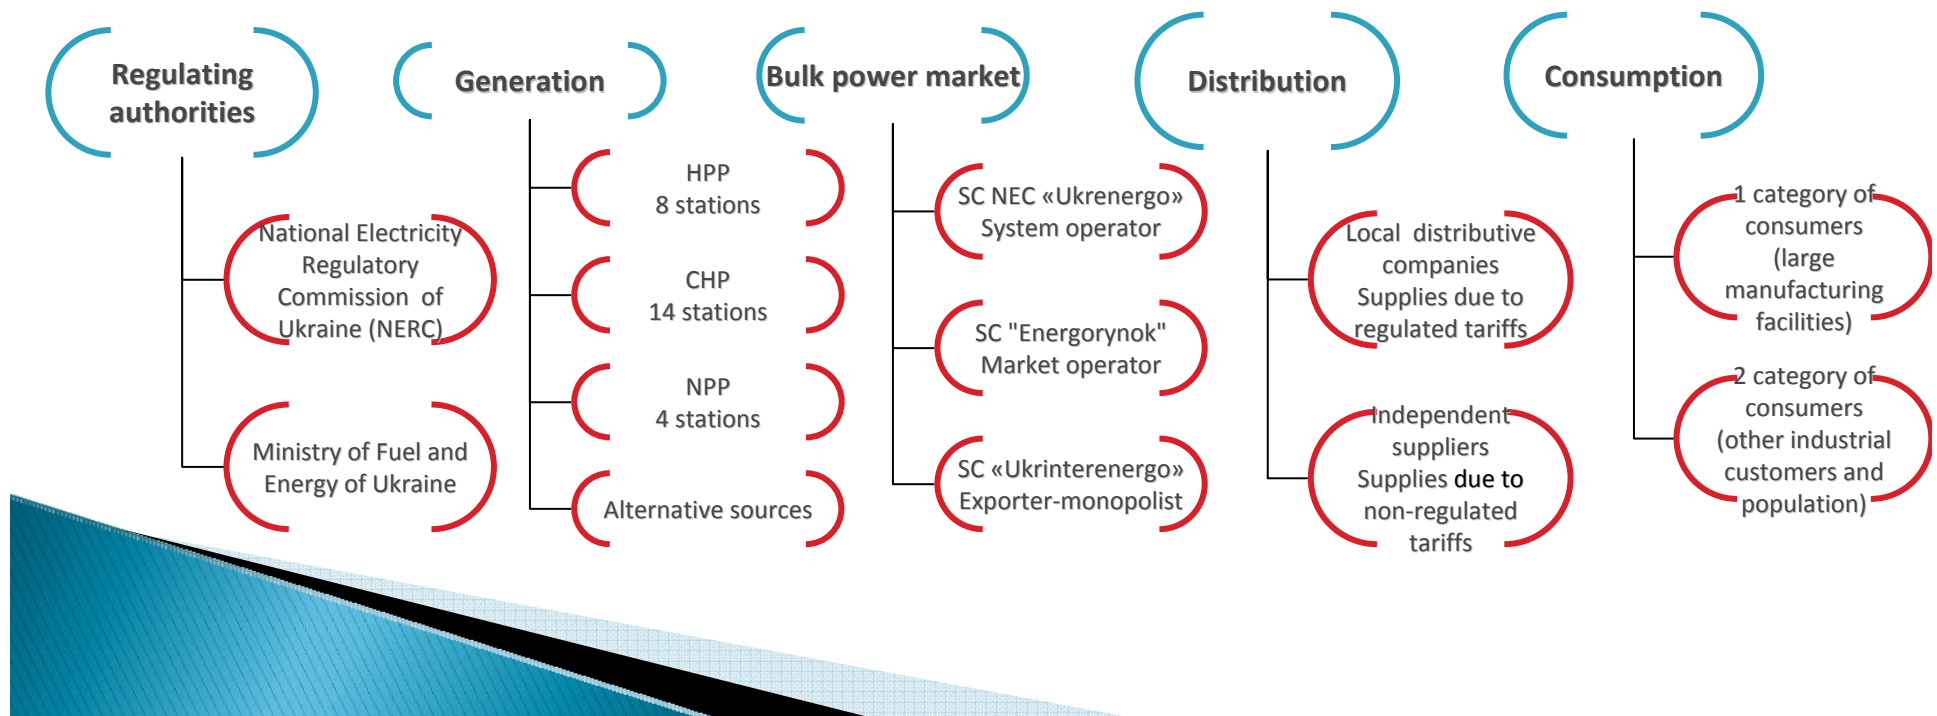 Regulating
authorities
National Electricity
Regulatory
Commission of
Ukraine (NERC)
Ministry of Fuel and
Energy of Ukraine
Generation
HPP
8 stations
CHP
14 stations
NPP
4 stations
Alternative sources
Bulk power market
SC NEC «Ukrenergo»
System operator
SC "Energorynok"
Market operator
SC «Ukrinterenergo»
Exporter-monopolist
Distribution
Local distributive
companies
Supplies due to
regulated tariffs
Independent
suppliers
Supplies due to
non-regulated
tariffs
Consumption
1 category of
consumers
(large
manufacturing
facilities)
2 category of
consumers
(other industrial
customers and
population)